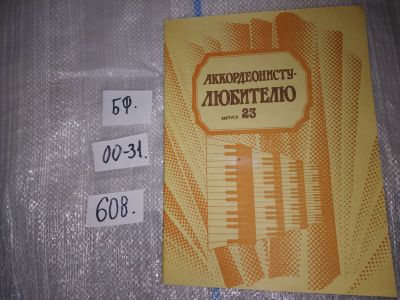 БФ.
00-31.
608.
АККОРДЕОНИСТУ-
ЛЮБИТЕЛЮ
ВЫПУСК 23